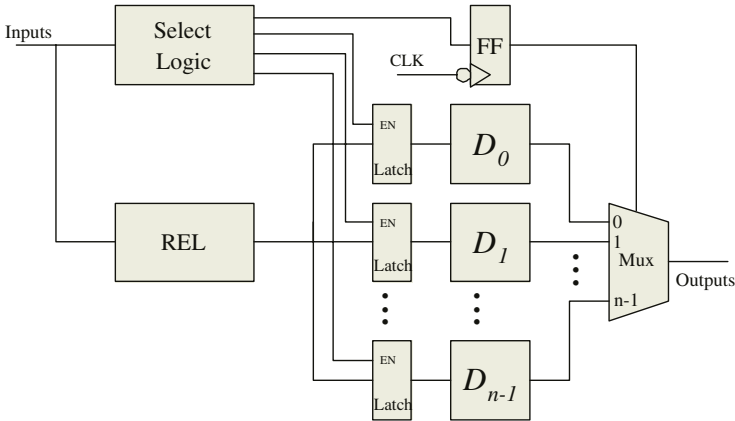 Inputs
Select
Logic
FF
CLK
EN
Latch
D0
REL
EN
Latch
D1
0
1
Mux
n-1
Outputs
EN
Latch
Dn-1